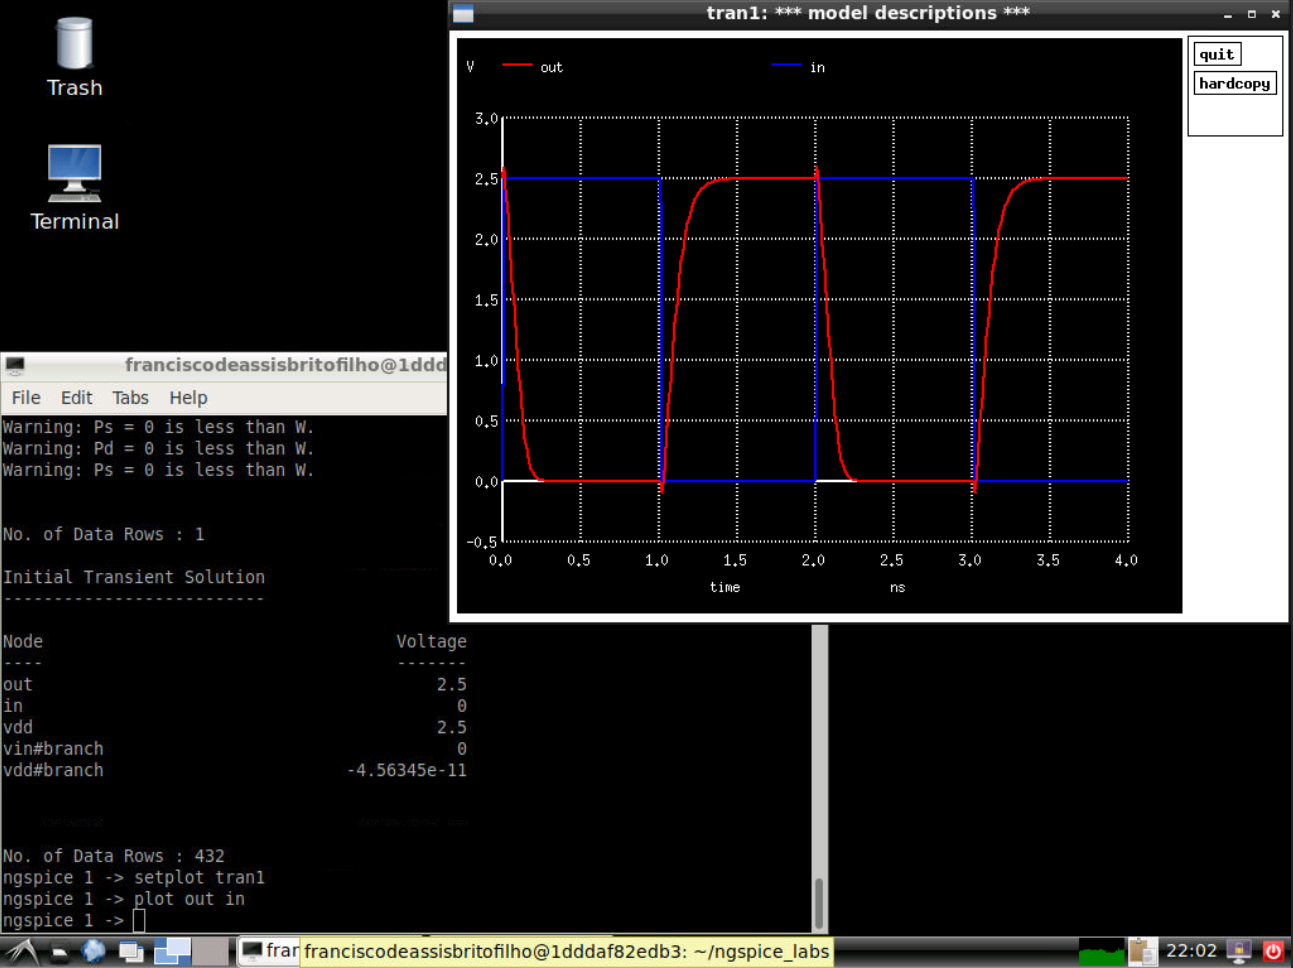 Trash
Terminal
tran1: *** model descriptions ***
quit
hardcopy
V
out
in
3.0
2.5
2.0
1.5
1.0
0.5
0.0
-0.5
0.0 0.5 1.0 1.5 2.0 2.5 3.0 3.5 4.0
time ns
franciscodeassisbritofilho@1ddd
File Edit Tabs Help
Warning: Ps = 0 is less than W.
Warning: Pd = 0 is less than W.
Warning: Ps = 0 is less than W.
No. of Data Rows : 1
Initial Transient Solution
--------------------------
Node Voltage
---- -------
out 2.5
in 0
vdd 2.5
vin#branch 0
vdd#branch -4.56345e-11
No. of Data Rows : 432
ngspice 1 -> setplot tran1
ngspice 1 -> plot out in
ngspice 1 ->
fran
franciscodeassisbritofilho@1dddaf82edb3: ~/ngspice_labs
22:02